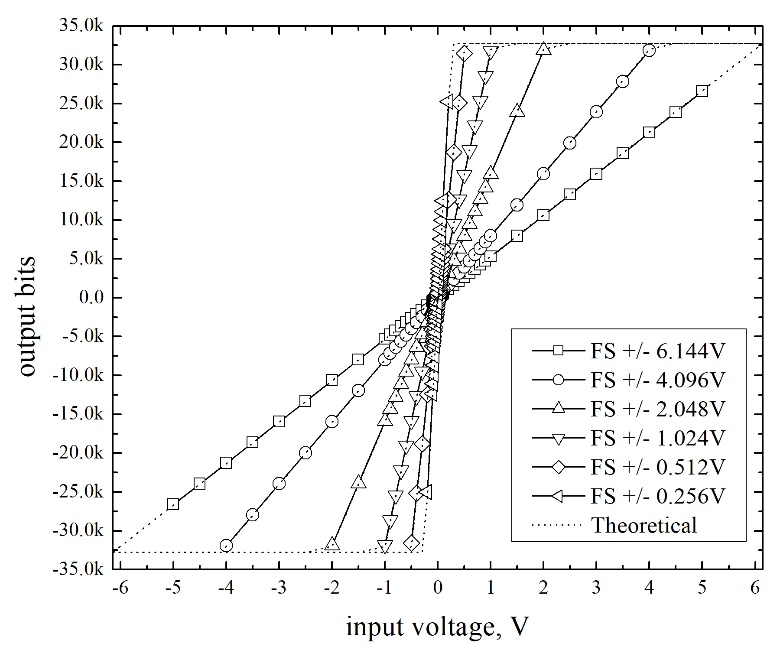 35.0k
30.0k
25.0k
20.0k
15.0k
10.0k
5.0k
0.0
-5.0k
-10.0k
-15.0k
-20.0k
-25.0k
-30.0k
-35.0k
output bits
-6 -5 -4 -3 -2 -1 0 1 2 3 4 5 6
input voltage, V
FS +/- 6.144V
FS +/- 4.096V
FS +/- 2.048V
FS +/- 1.024V
FS +/- 0.512V
FS +/- 0.256V
Theoretical